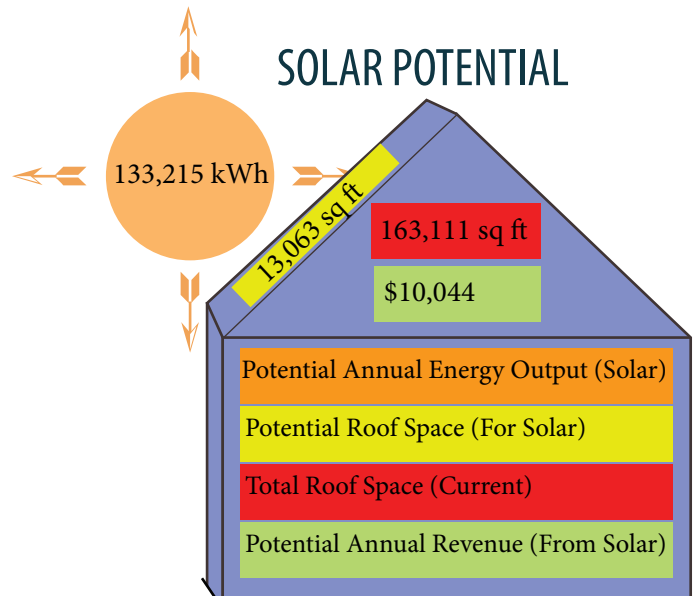 SOLAR POTENTIAL
133,215 kWh
13,063 sq ft
163,111 sq ft
$10,044
Potential Annual Energy Output (Solar)
Potential Roof Space (For Solar)
Total Roof Space (Current)
Potential Annual Revenue (From Solar)